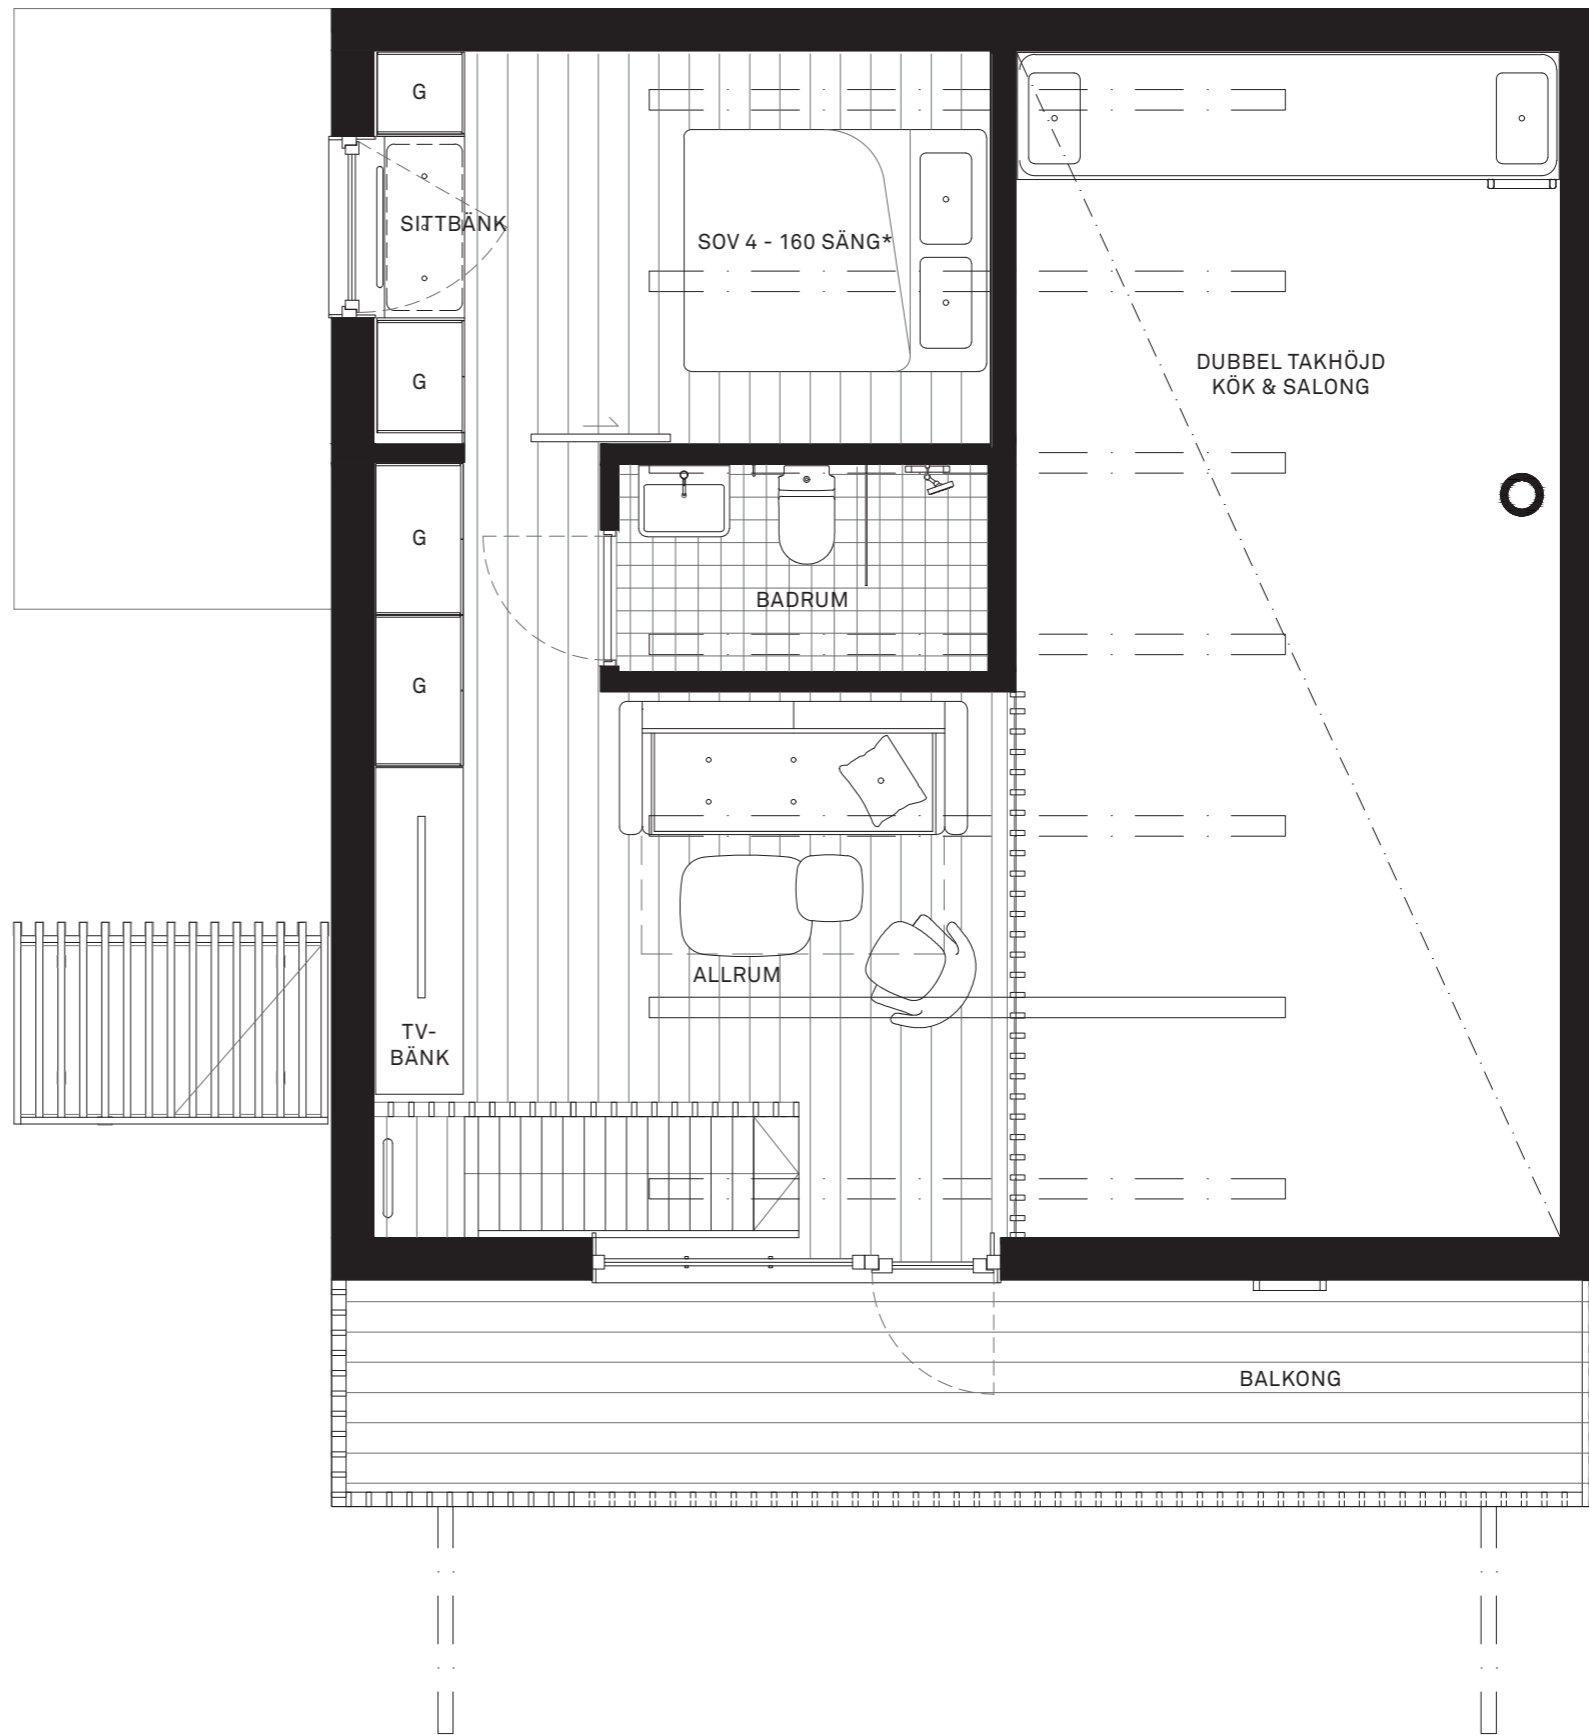 G
SITTBÄNK
SOV 4 - 160 SÄNG*
G
DUBBEL TAKHÖJD
KÖK & SALONG
G
BADRUM
G
ALLRUM
TV-
BÄNK
BALKONG